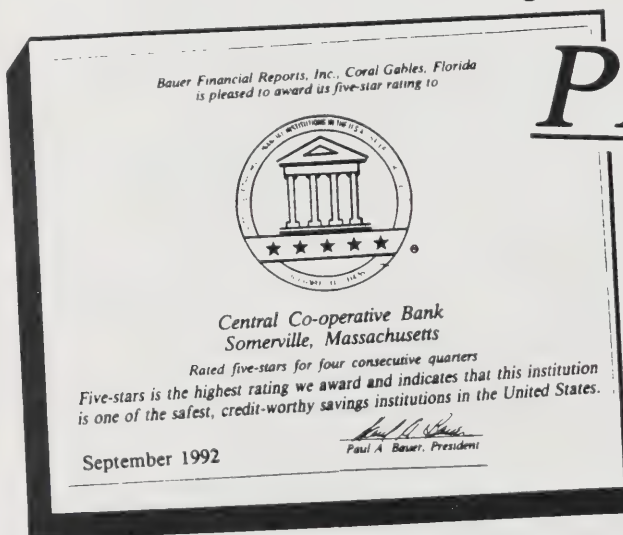 Bauer Financial Reports, Inc., Coral Gables, Florida
is pleased to award its five-star rating to
Central Co-operative Bank
Somerville, Massachusetts
Rated five-stars for four consecutive quarters
Five-stars is the highest rating we award and indicates that this institution
is one of the safest, credit-worthy savings institutions in the United States.
September 1992
Paul A. Bauer, President